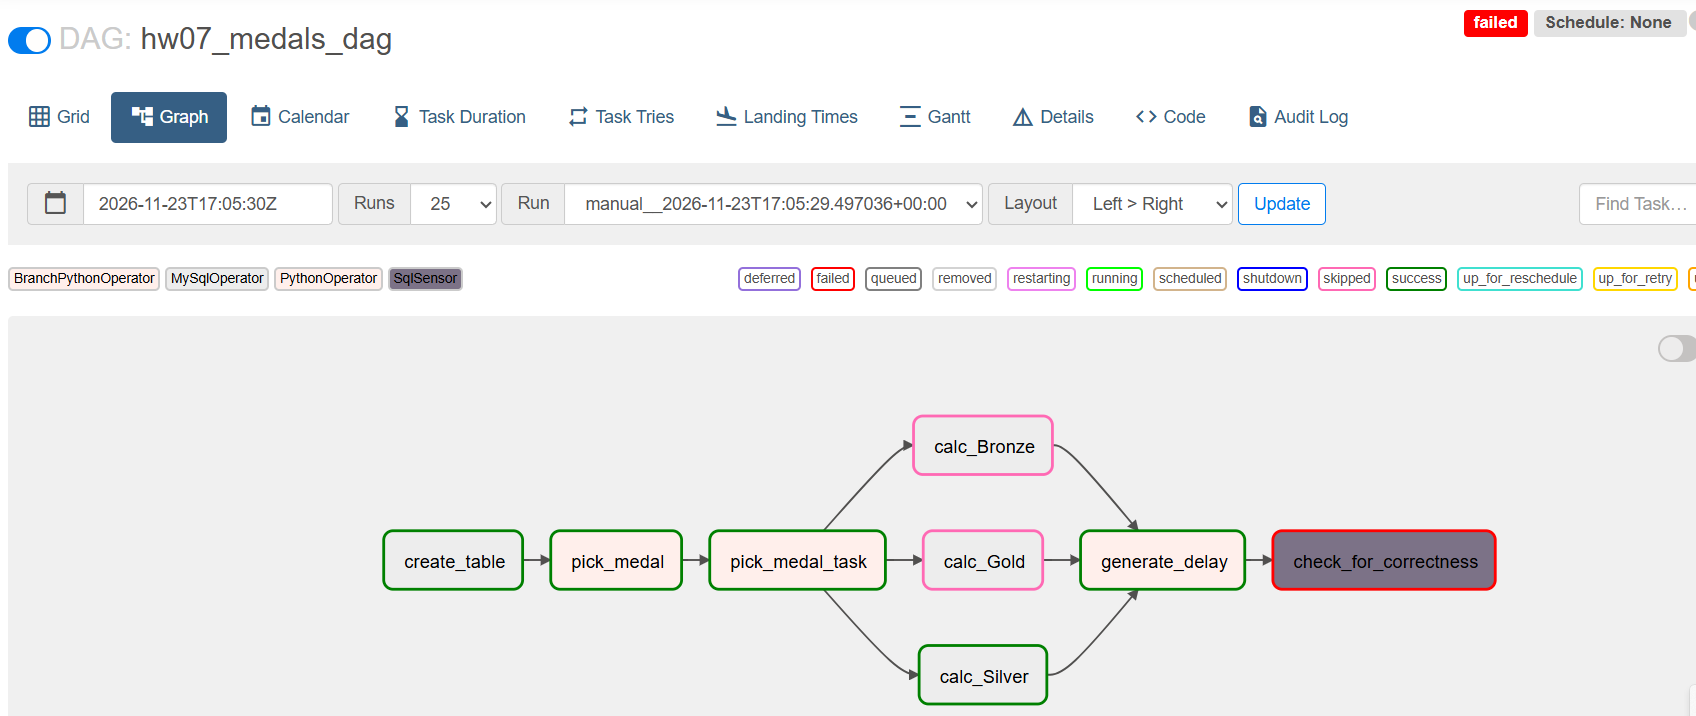 DAG: hw07_medals_dag
failed Schedule: None
Grid Graph Calendar Task Duration Task Tries Landing Times Gantt Details Code Audit Log
2026-11-23T17:05:30Z Runs 25 Run manual__2026-11-23T17:05:29.497036+00:00 Layout Left > Right Update Find Task…
BranchPythonOperator MySqlOperator PythonOperator SqlSensor
deferred failed queued removed restarting running scheduled shutdown skipped success up_for_reschedule up_for_retry
calc_Bronze
create_table pick_medal pick_medal_task calc_Gold generate_delay check_for_correctness
calc_Silver